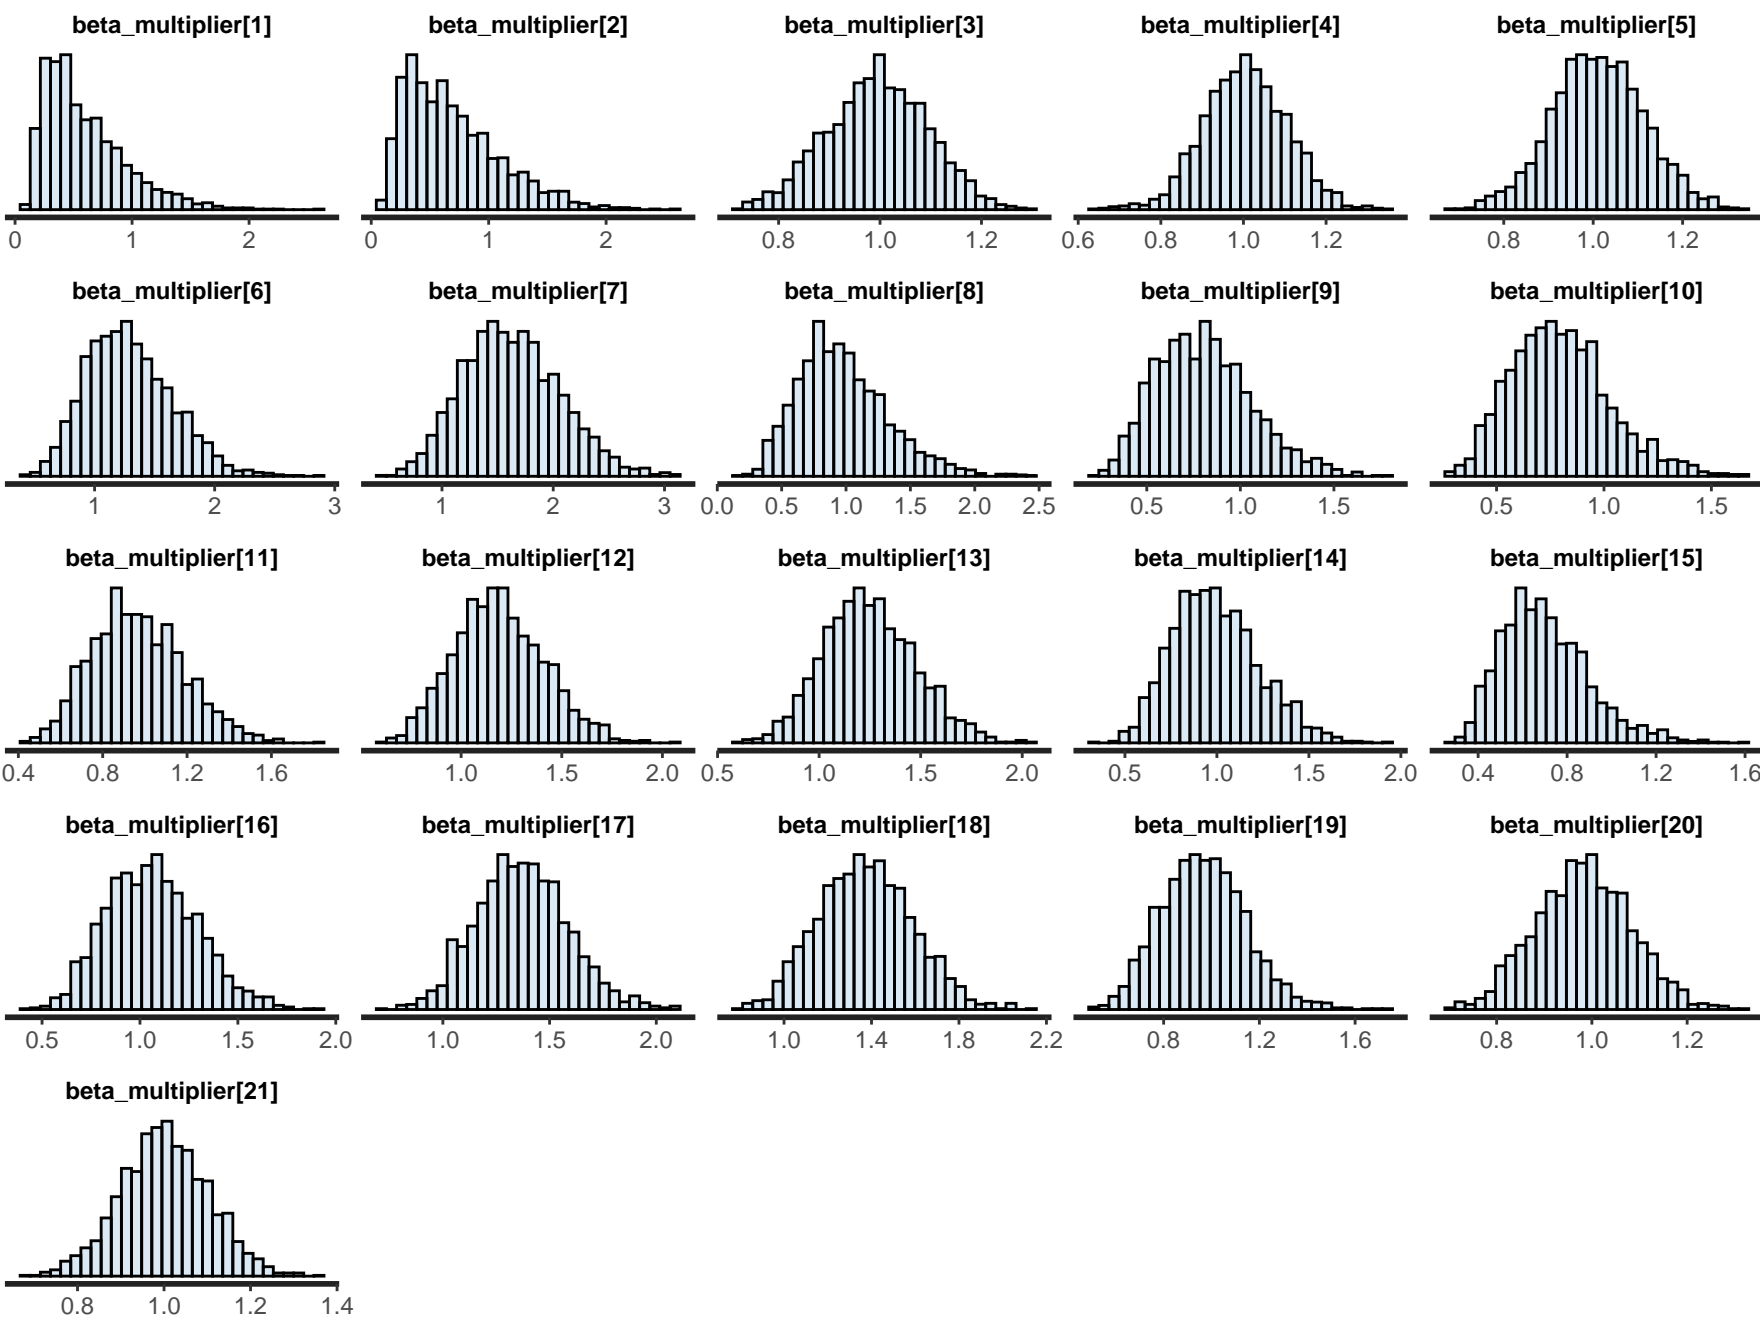 beta_multiplier[1] beta_multiplier[2] beta_multiplier[3] beta_multiplier[4] beta_multiplier[5]
0 1 2 0 1 2 0.8 1.0 1.2 0.6 0.8 1.0 1.2 0.8 1.0 1.2
beta_multiplier[6] beta_multiplier[7] beta_multiplier[8] beta_multiplier[9] beta_multiplier[10]
1 2 3 1 2 3 0.0 0.5 1.0 1.5 2.0 2.5 0.5 1.0 1.5 0.5 1.0 1.5
beta_multiplier[11] beta_multiplier[12] beta_multiplier[13] beta_multiplier[14] beta_multiplier[15]
0.4 0.8 1.2 1.6 1.0 1.5 2.0 0.5 1.0 1.5 2.0 0.5 1.0 1.5 2.0 0.4 0.8 1.2 1.6
beta_multiplier[16] beta_multiplier[17] beta_multiplier[18] beta_multiplier[19] beta_multiplier[20]
0.5 1.0 1.5 2.0 1.0 1.5 2.0 1.0 1.4 1.8 2.2 0.8 1.2 1.6 0.8 1.0 1.2
beta_multiplier[21]
0.8 1.0 1.2 1.4